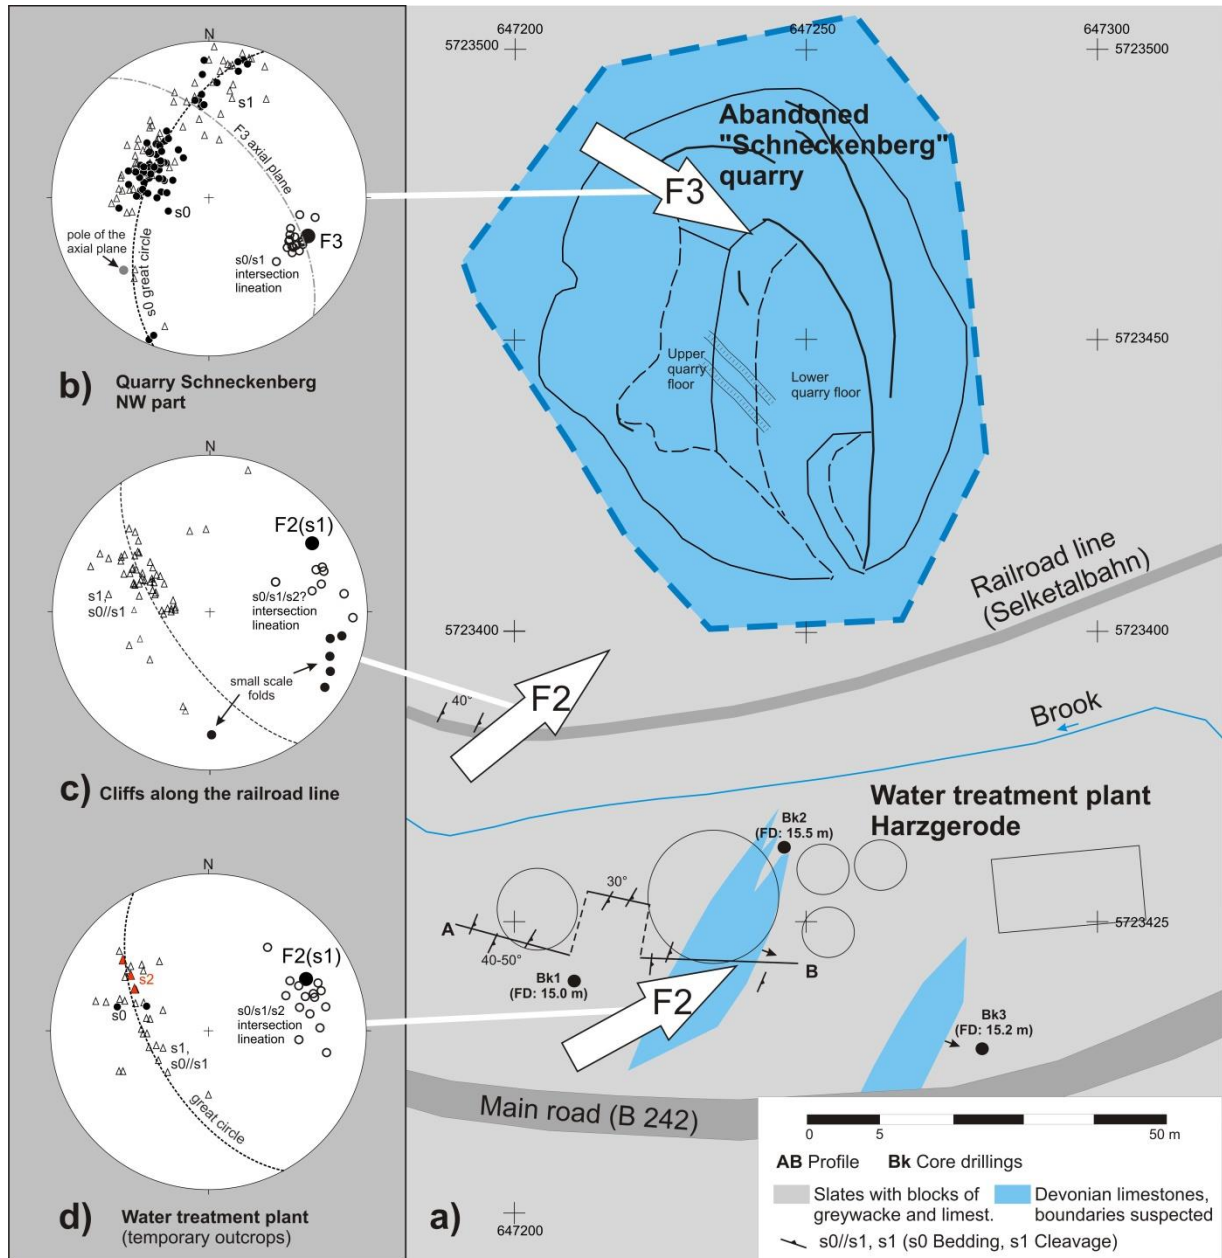 N
s1
F3 axial plane
s0
F3
pole of the
axial plane
s0 great circle
s0/s1
intersection
lineation
b) Quarry Schneckenberg
NW part
N
F2(s1)
s1,
s0//s1
s0/s1/s2?
intersection
lineation
small scale
folds
c) Cliffs along the railroad line
N
F2(s1)
s2
s0
s0/s1/s2
intersection
lineation
s1,
s0//s1
great circle
d) Water treatment plant
(temporary outcrops)
647200
647250
647300
5723500
5723500
Abandoned
"Schneckenberg"
quarry
F3
5723450
Upper
quarry
floor
Lower
quarry floor
Railroad line
(Selketalbahn)
5723400
5723400
F2
40°
Brook
Water treatment plant
Harzgerode
Bk2
(FD: 15.5 m)
30°
A
5723425
40-50°
B
Bk1
(FD: 15.0 m)
F2
Bk3
(FD: 15.2 m)
Main road (B 242)
a)
647200
0 5 50 m
AB Profile Bk Core drillings
Slates with blocks of
greywacke and limest.
Devonian limestones,
boundaries suspected
s0//s1, s1 (s0 Bedding, s1 Cleavage)